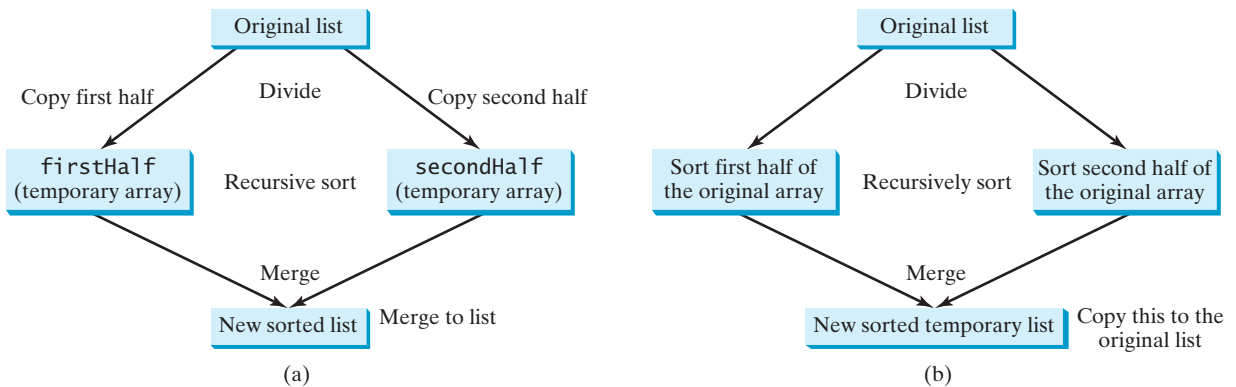 Original list
Copy first half
Divide
Copy second half
firstHalf
(temporary array)
Recursive sort
secondHalf
(temporary array)
Merge
New sorted list
Merge to list
(a)
Original list
Divide
Sort first half of
the original array
Recursively sort
Sort second half of
the original array
Merge
New sorted temporary list
Copy this to the
original list
(b)